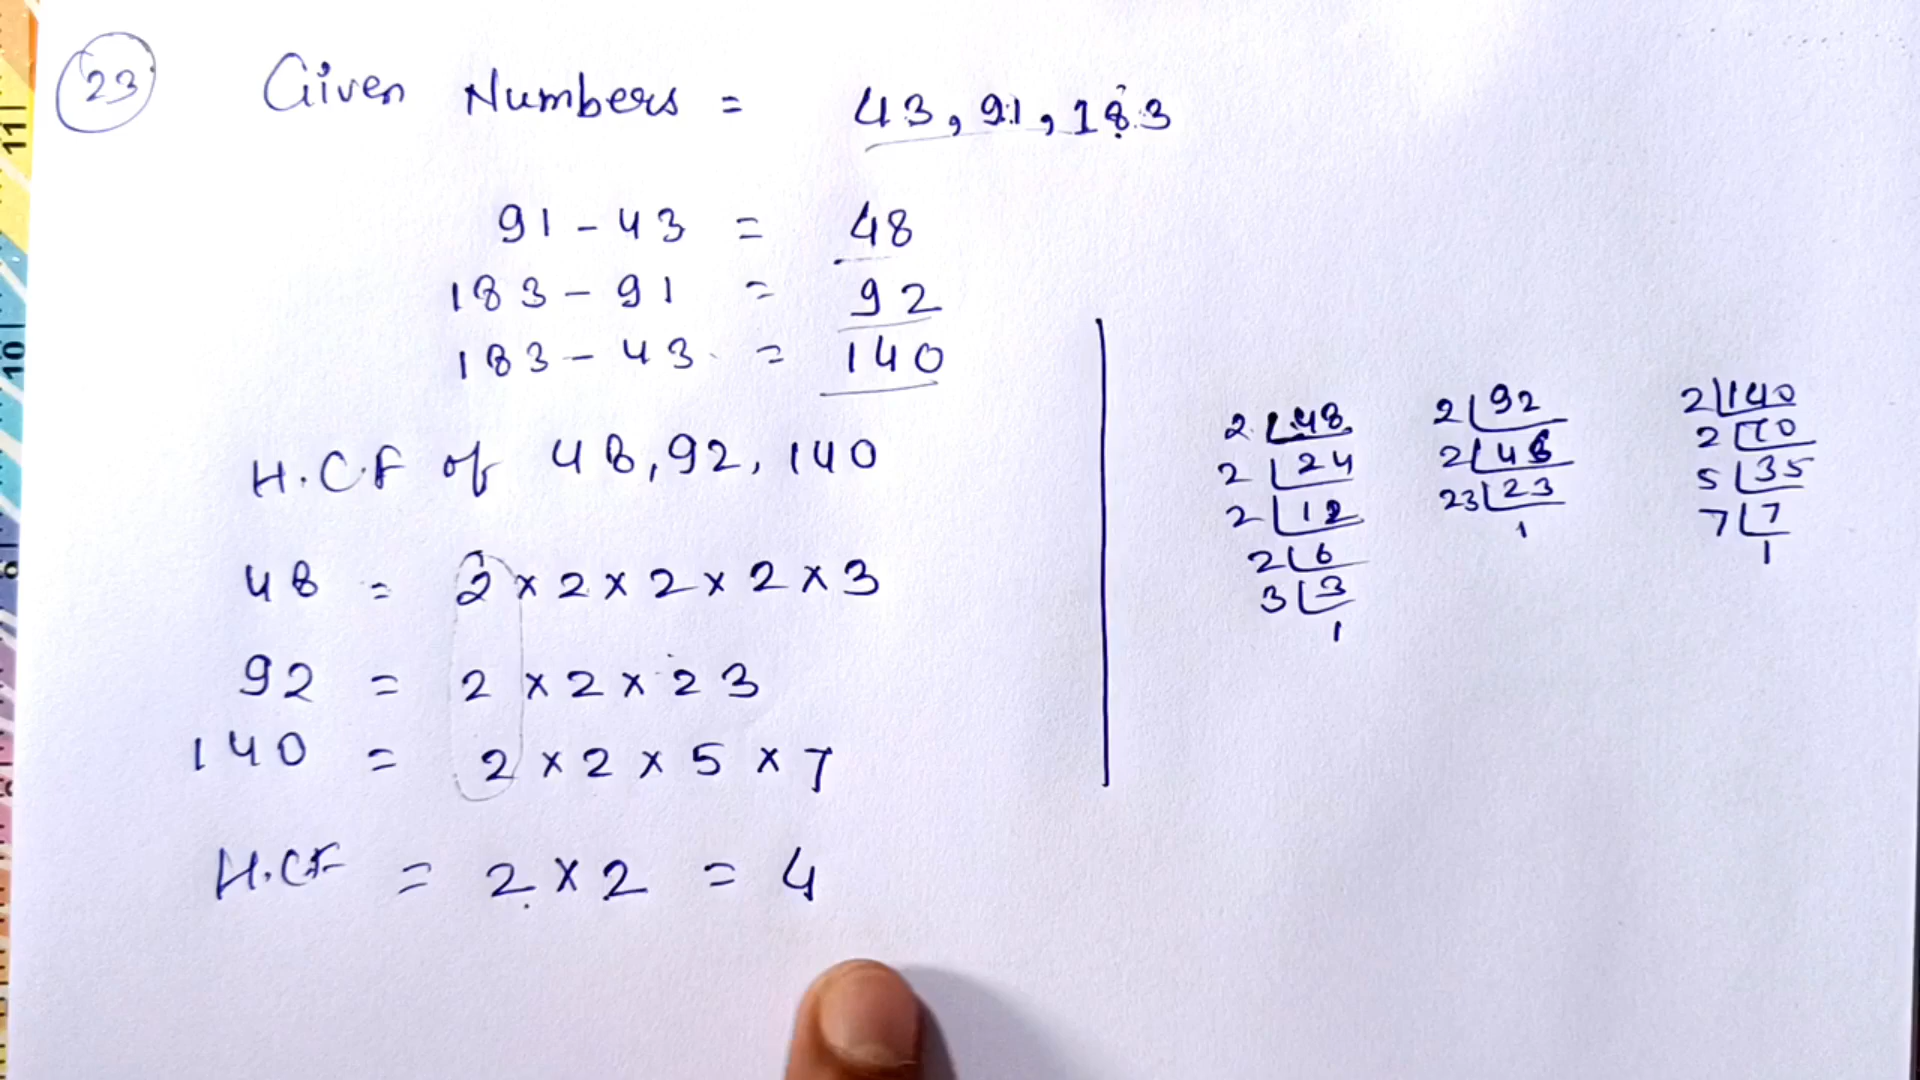 23
Given Numbers = 43, 91, 183
91 - 43 = 48
183 - 91 = 92
183 - 43 = 140
H.C.F of 48, 92, 140
48 = 2 × 2 × 2 × 2 × 3
92 = 2 × 2 × 23
140 = 2 × 2 × 5 × 7
H.C.F = 2 × 2 = 4
2 48
2 24
2 12
2 6
3 3
1
2 92
2 46
23 23
1
2 140
2 70
5 35
7 7
1
11
10